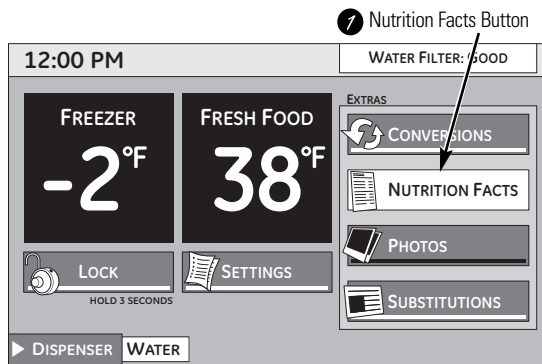 1 Nutrition Facts Button
12:00 PM
WATER FILTER: GOOD
EXTRAS
FREEZER
-2°F
FRESH FOOD
38°F
CONVERSIONS
NUTRITION FACTS
PHOTOS
SUBSTITUTIONS
LOCK
HOLD 3 SECONDS
SETTINGS
DISPENSER WATER